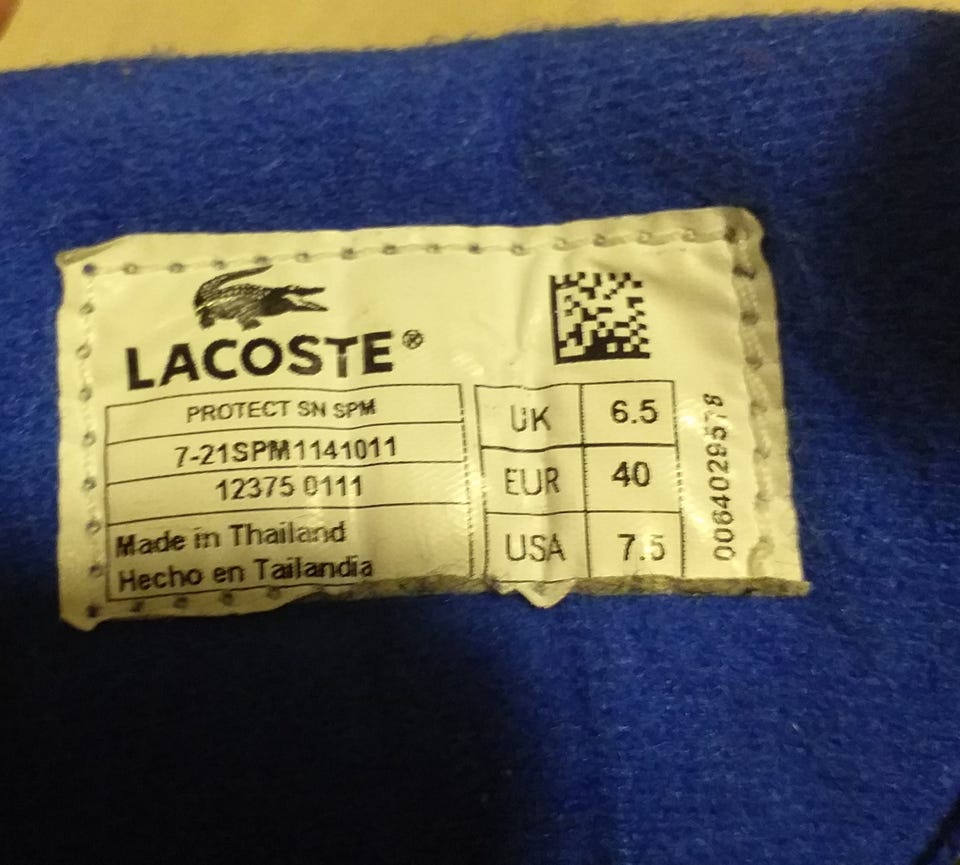 LACOSTE®
PROTECT SN SPM
7-21SPM1141011
12375 0111
Made in Thailand
Hecho en Tailandia
UK 6.5
EUR 40
USA 7.5
0064029578